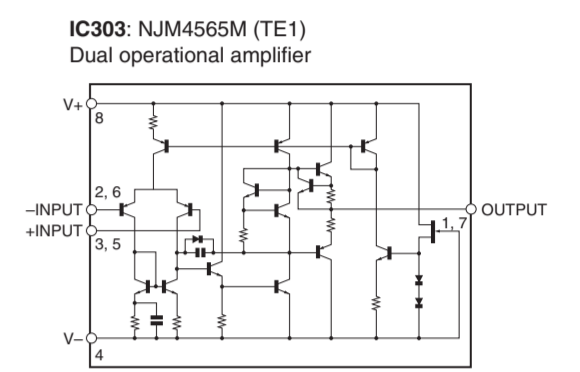 IC303: NJM4565M (TE1)
Dual operational amplifier
V+
8
2, 6
–INPUT
+INPUT
3, 5
1, 7
OUTPUT
V–
4